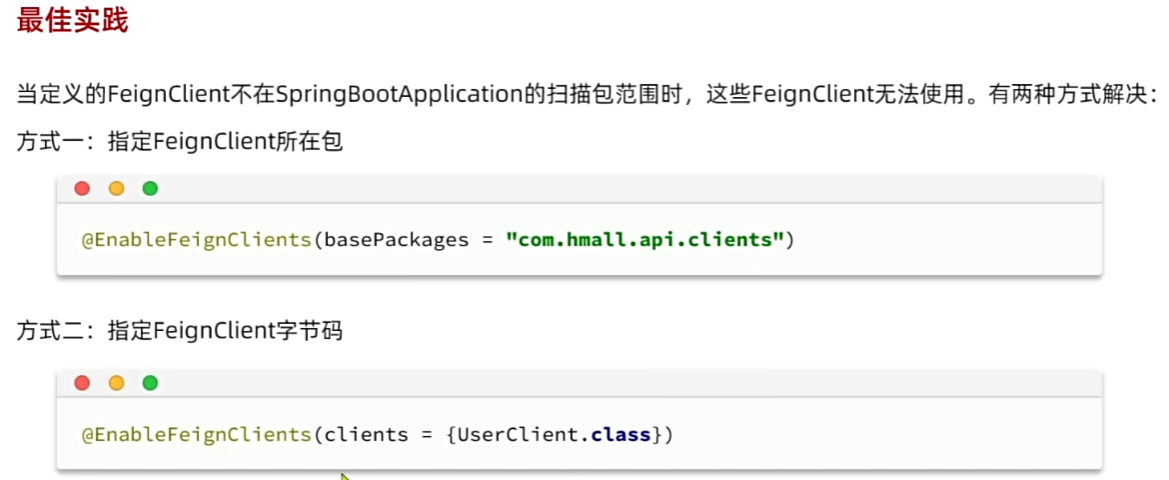 最佳实践
当定义的FeignClient不在SpringBootApplication的扫描包范围时，这些FeignClient无法使用。有两种方式解决：
方式一：指定FeignClient所在包
@EnableFeignClients(basePackages = "com.hmall.api.clients")
方式二：指定FeignClient字节码
@EnableFeignClients(clients = {UserClient.class})